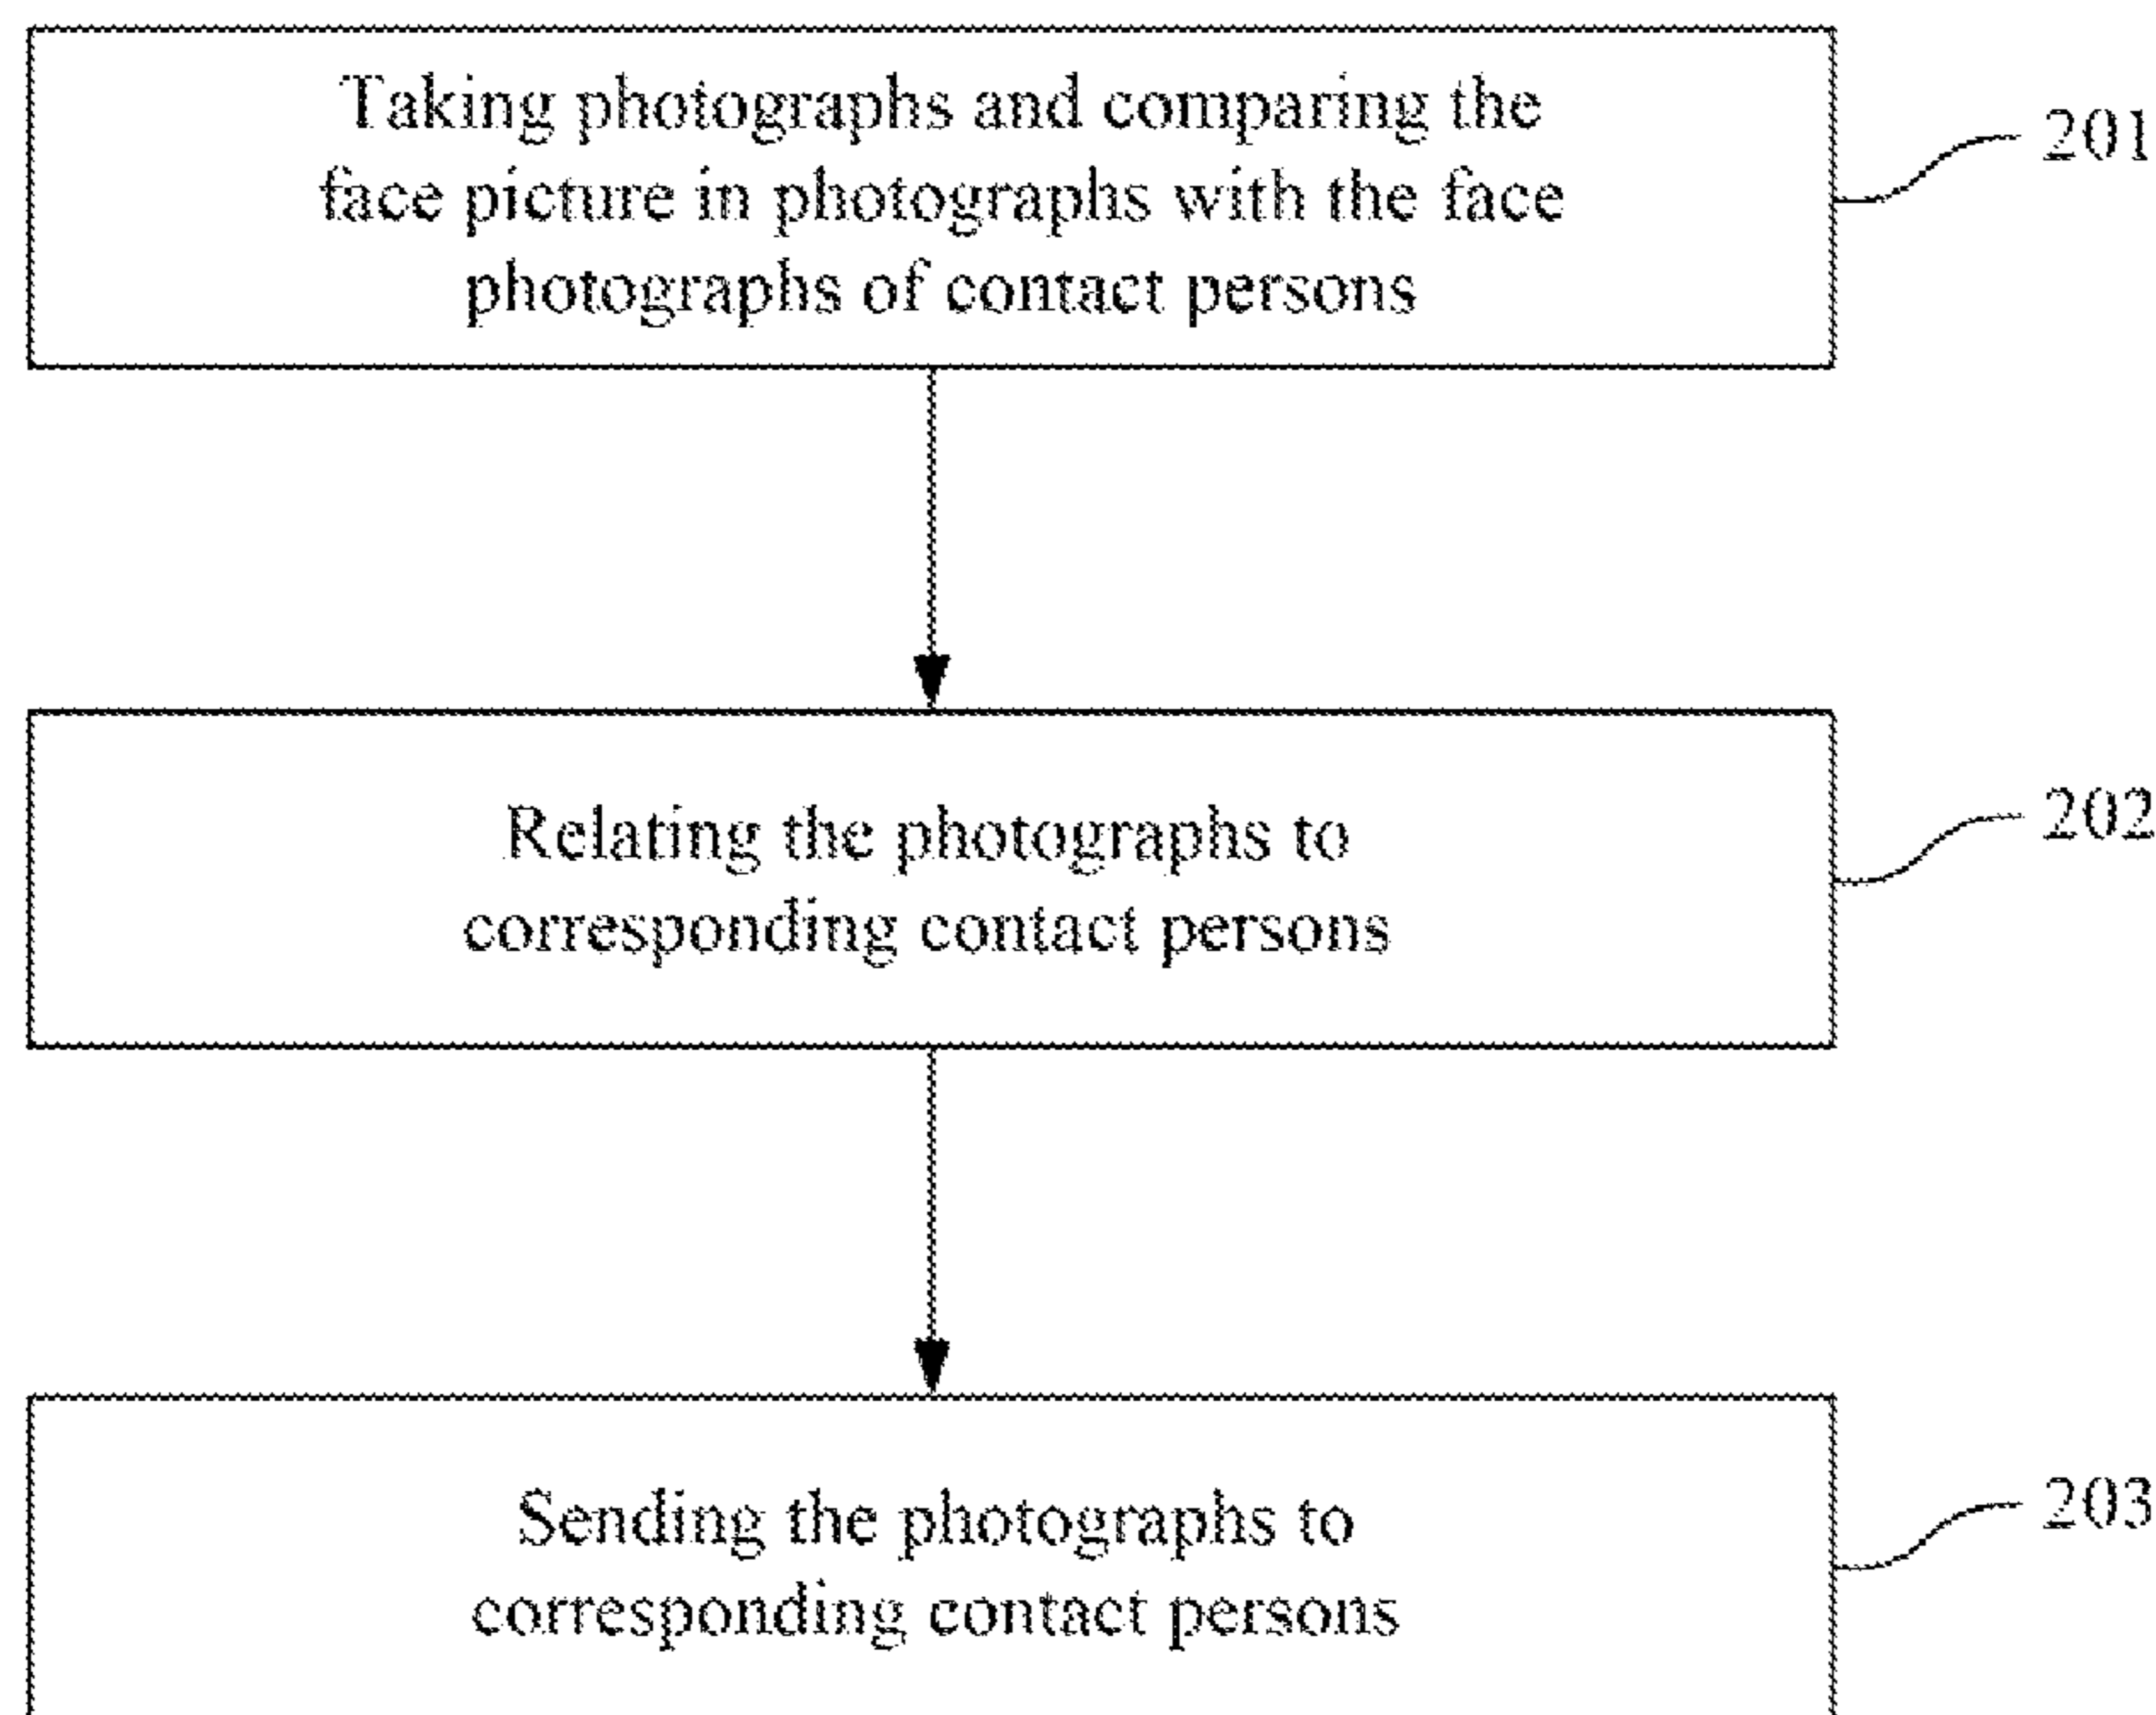 Taking photographs and comparing the
face picture in photographs with the face
photographs of contact persons
201
Relating the photographs to
corresponding contact persons
202
Sending the photographs to
corresponding contact persons
203